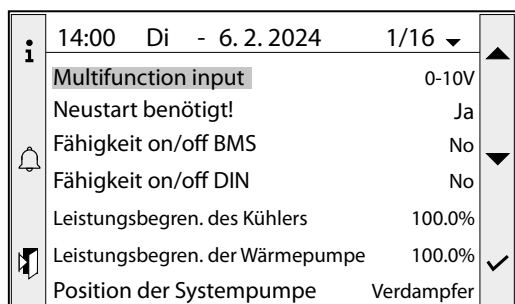 14:00 Di - 6. 2. 2024 1/16
Multifunction input 0-10V
Neustart benötigt! Ja
Fähigkeit on/off BMS No
Fähigkeit on/off DIN No
Leistungsbegren. des Kühlers 100.0%
Leistungsbegren. der Wärmepumpe 100.0%
Position der Systempumpe Verdampfer